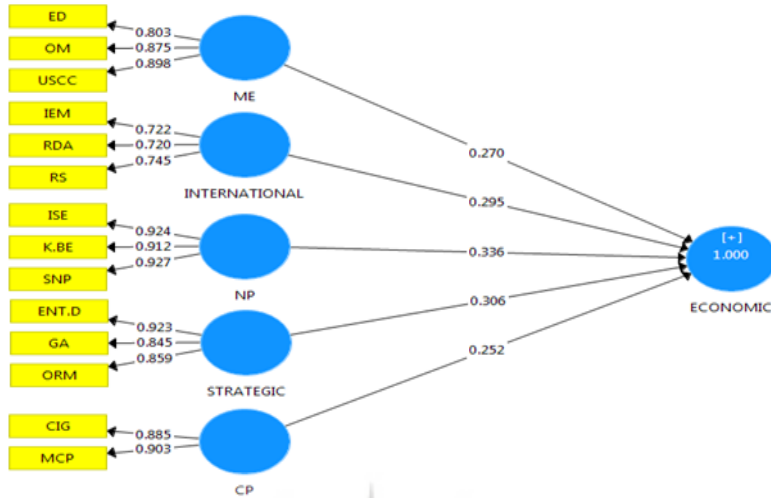 ED
0.803
OM
0.875
USCC
0.898
ME
IEM
0.722
RDA
0.720
RS
0.745
INTERNATIONAL
ISE
0.924
K.BE
0.912
SNP
0.927
NP
ENT.D
0.923
GA
0.845
ORM
0.859
STRATEGIC
CIG
0.885
MCP
0.903
CP
0.270
0.295
0.336
0.306
0.252
[+]
1.000
ECONOMIC